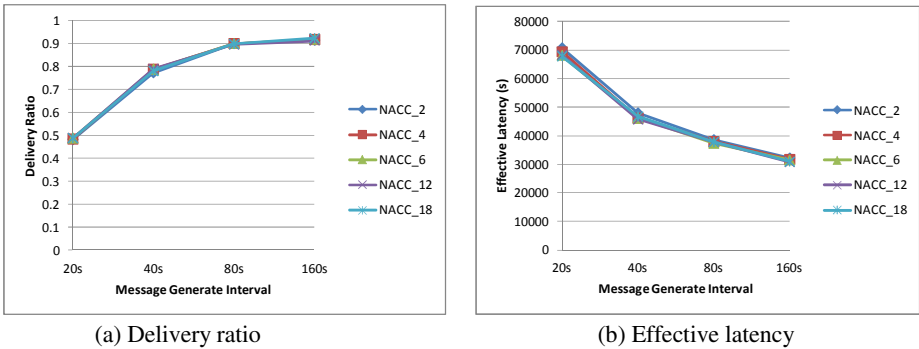 1
0.9
0.8
0.7
0.6
0.5
0.4
0.3
0.2
0.1
0
Delivery Ratio
20s 40s 80s 160s
Message Generate Interval
NACC_2
NACC_4
NACC_6
NACC_12
NACC_18
(a) Delivery ratio
80000
70000
60000
50000
40000
30000
20000
10000
0
Effective Latency (s)
20s 40s 80s 160s
Message Generate Interval
NACC_2
NACC_4
NACC_6
NACC_12
NACC_18
(b) Effective latency